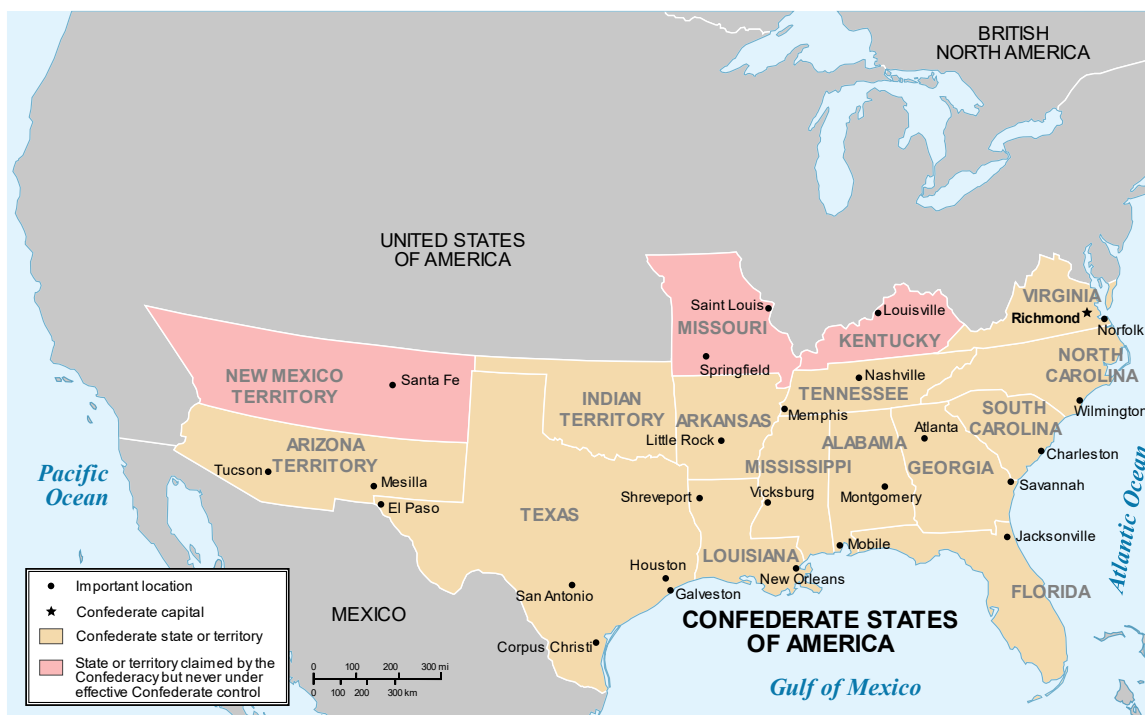 BRITISH
NORTH AMERICA
UNITED STATES
OF AMERICA
Saint Louis
MISSOURI
Springfield
Louisville
KENTUCKY
VIRGINIA
Richmond
Norfolk
NEW MEXICO
TERRITORY
Santa Fe
INDIAN
TERRITORY
ARKANSAS
Little Rock
Nashville
TENNESSEE
Memphis
NORTH
CAROLINA
Wilmington
SOUTH
CAROLINA
Charleston
ARIZONA
TERRITORY
Tucson
Mesilla
El Paso
TEXAS
Shreveport
MISSISSIPPI
Vicksburg
ALABAMA
Montgomery
Atlanta
GEORGIA
Savannah
Pacific
Ocean
Atlantic Ocean
Jacksonville
Mobile
LOUISIANA
New Orleans
Houston
Galveston
San Antonio
Corpus Christi
FLORIDA
MEXICO
CONFEDERATE STATES
OF AMERICA
Gulf of Mexico
Important location
Confederate capital
Confederate state or territory
State or territory claimed by the
Confederacy but never under
effective Confederate control
0 100 200 300 mi
0 100 200 300 km